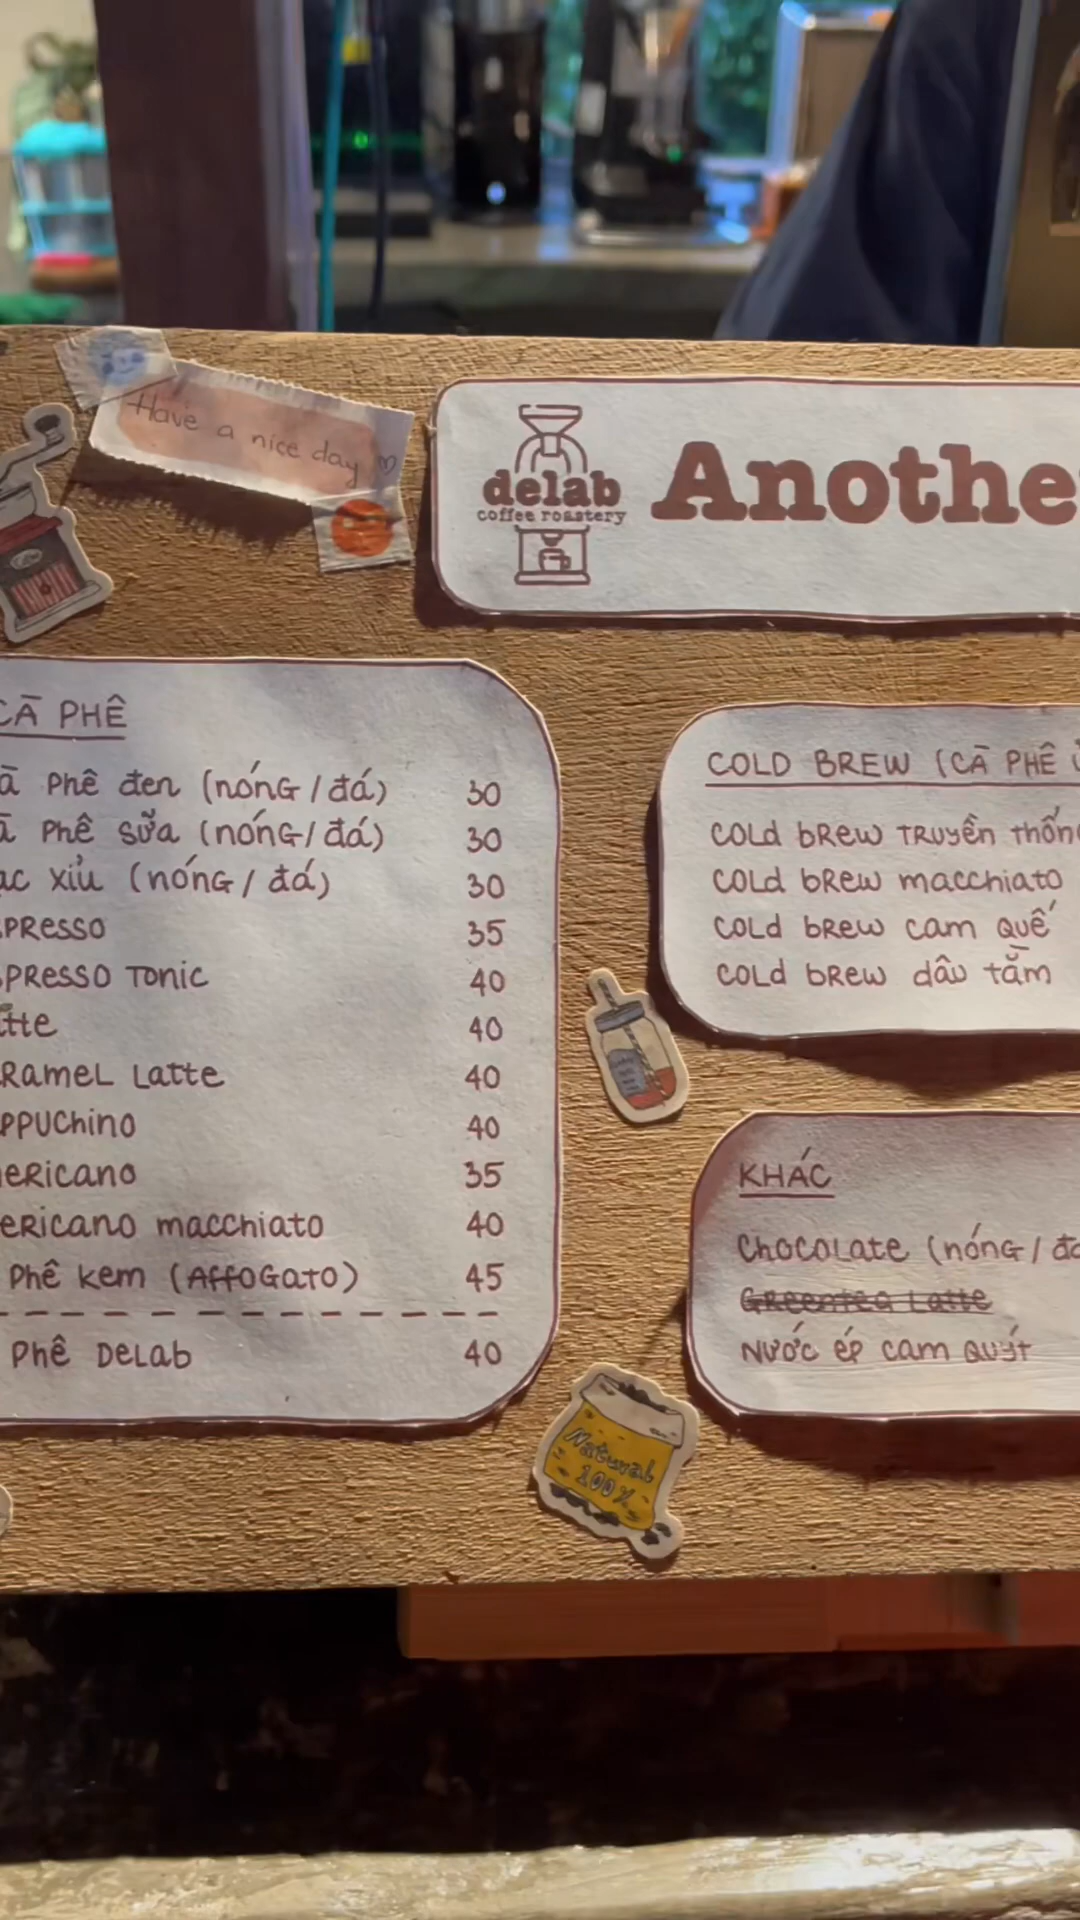 Have a nice day
delab
coffee roastery
Anothe
CÀ PHÊ
Phê đen (nóng / đá) 30
Phê sữa (nóng / đá) 30
xỉu (nóng / đá) 30
PRESSO 35
PRESSO TONIC 40
tte 40
RameL Latte 40
PPUChino 40
eRicano 35
eRicano macchiato 40
Phê kem (AffoGato) 45
Phê DeLab 40
COLD BREW (CÀ PHÊ Ủ
COLd bRew TRUYỀn thốnG
COLd bRew macchiato
COLd bRew cam Quế
COLd bRew dâu tằm
KHÁC
ChocoLate (nónG / đá
GReentea Latte
NƯớc éP cam Quýt
Natural
100%